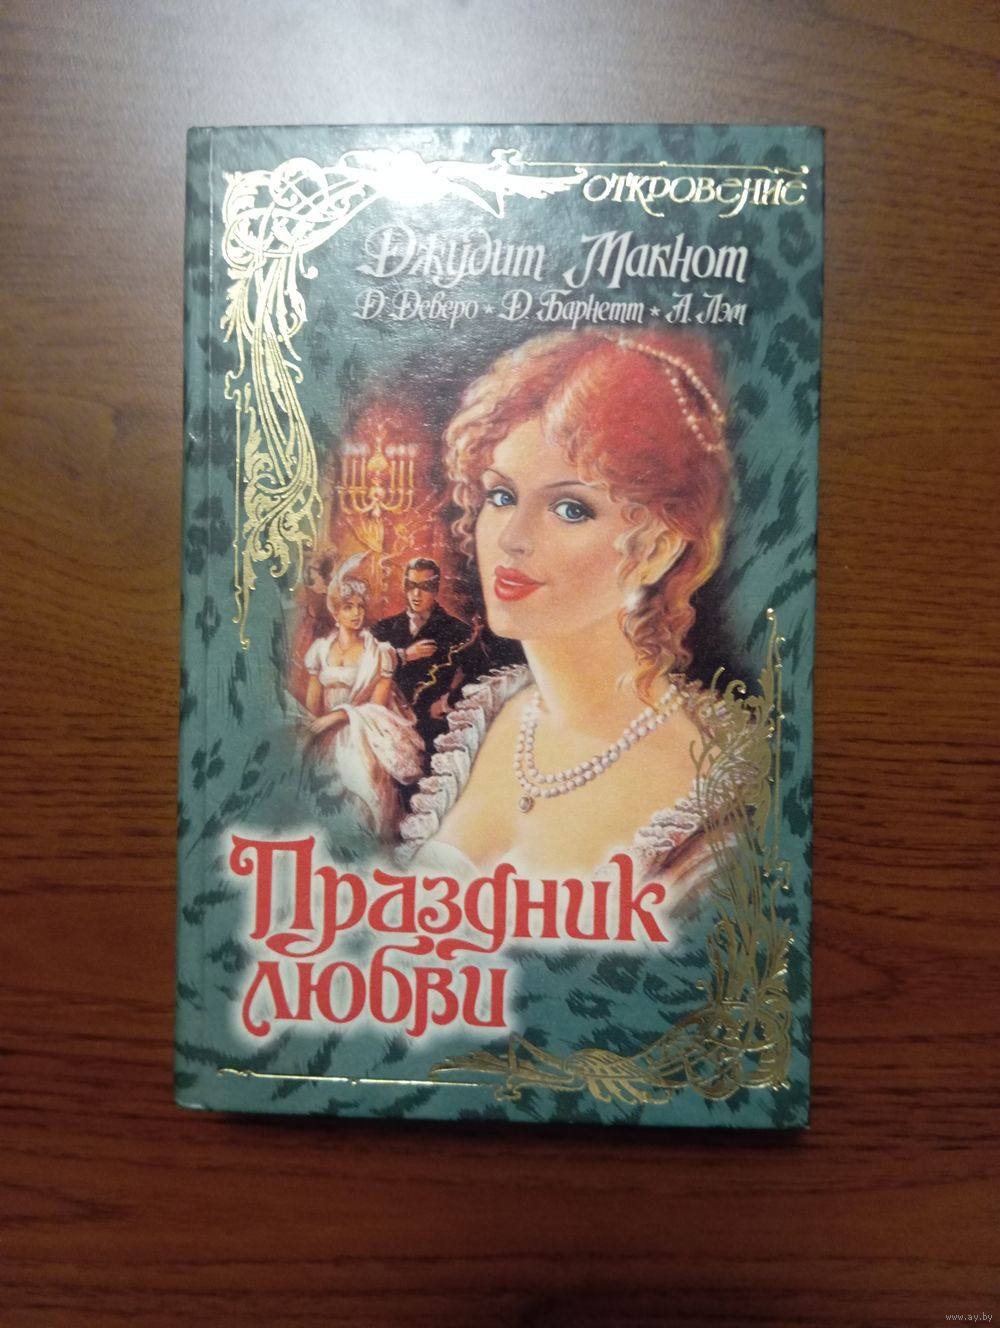 ОТКРОВЕНИЕ
Джудит Макнот
Д. Деверо * Д. Барнетт * А. Лэм
Праздник
любви
www.ay.by